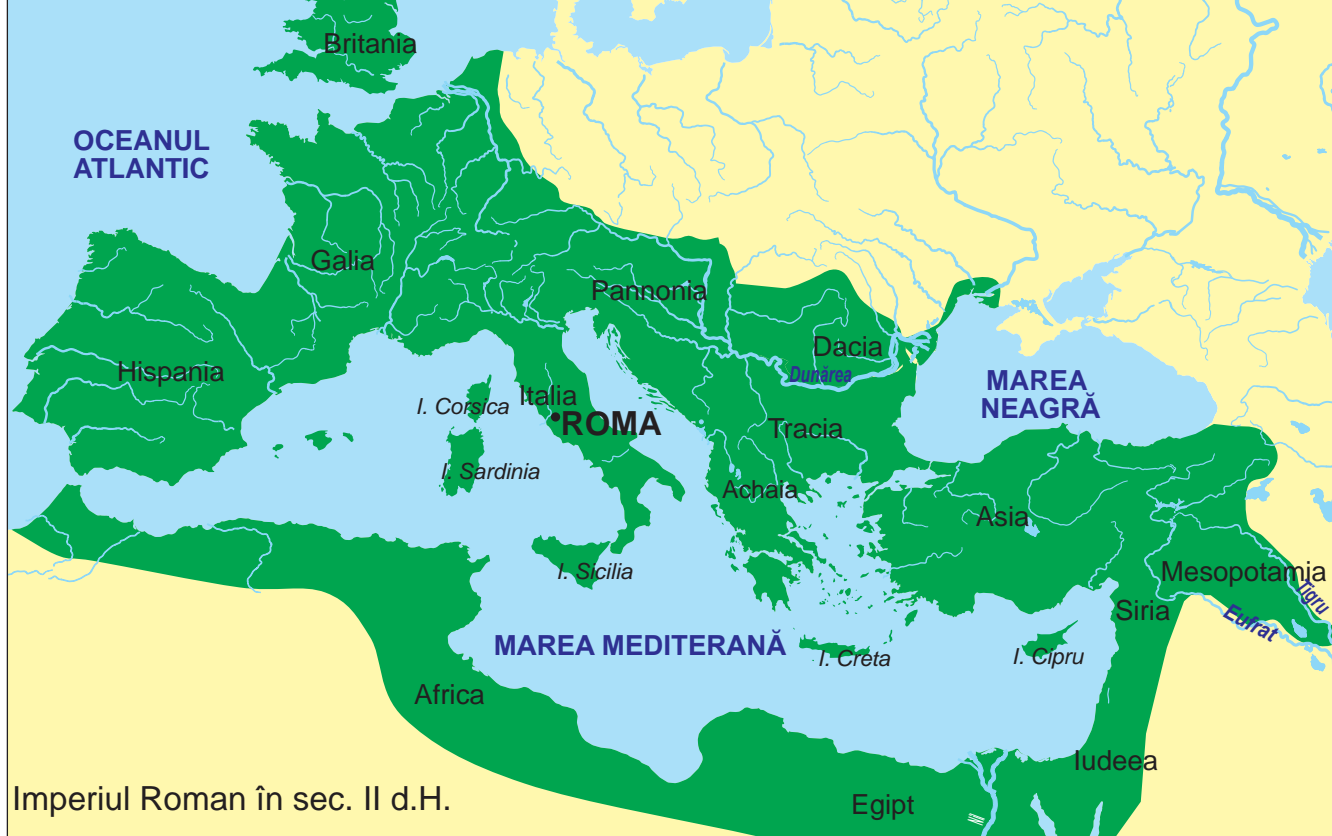 Britania
OCEANUL
ATLANTIC
Galia
Pannonia
Hispania
Dacia
Dunărea
MAREA
NEAGRĂ
I. Corsica
Italia
ROMA
Tracia
I. Sardinia
Achaia
Asia
I. Sicilia
Mesopotamia
Tigru
Siria
Eufrat
MAREA MEDITERANĂ
I. Creta
I. Cipru
Africa
Iudeea
Egipt
Imperiul Roman în sec. II d.H.